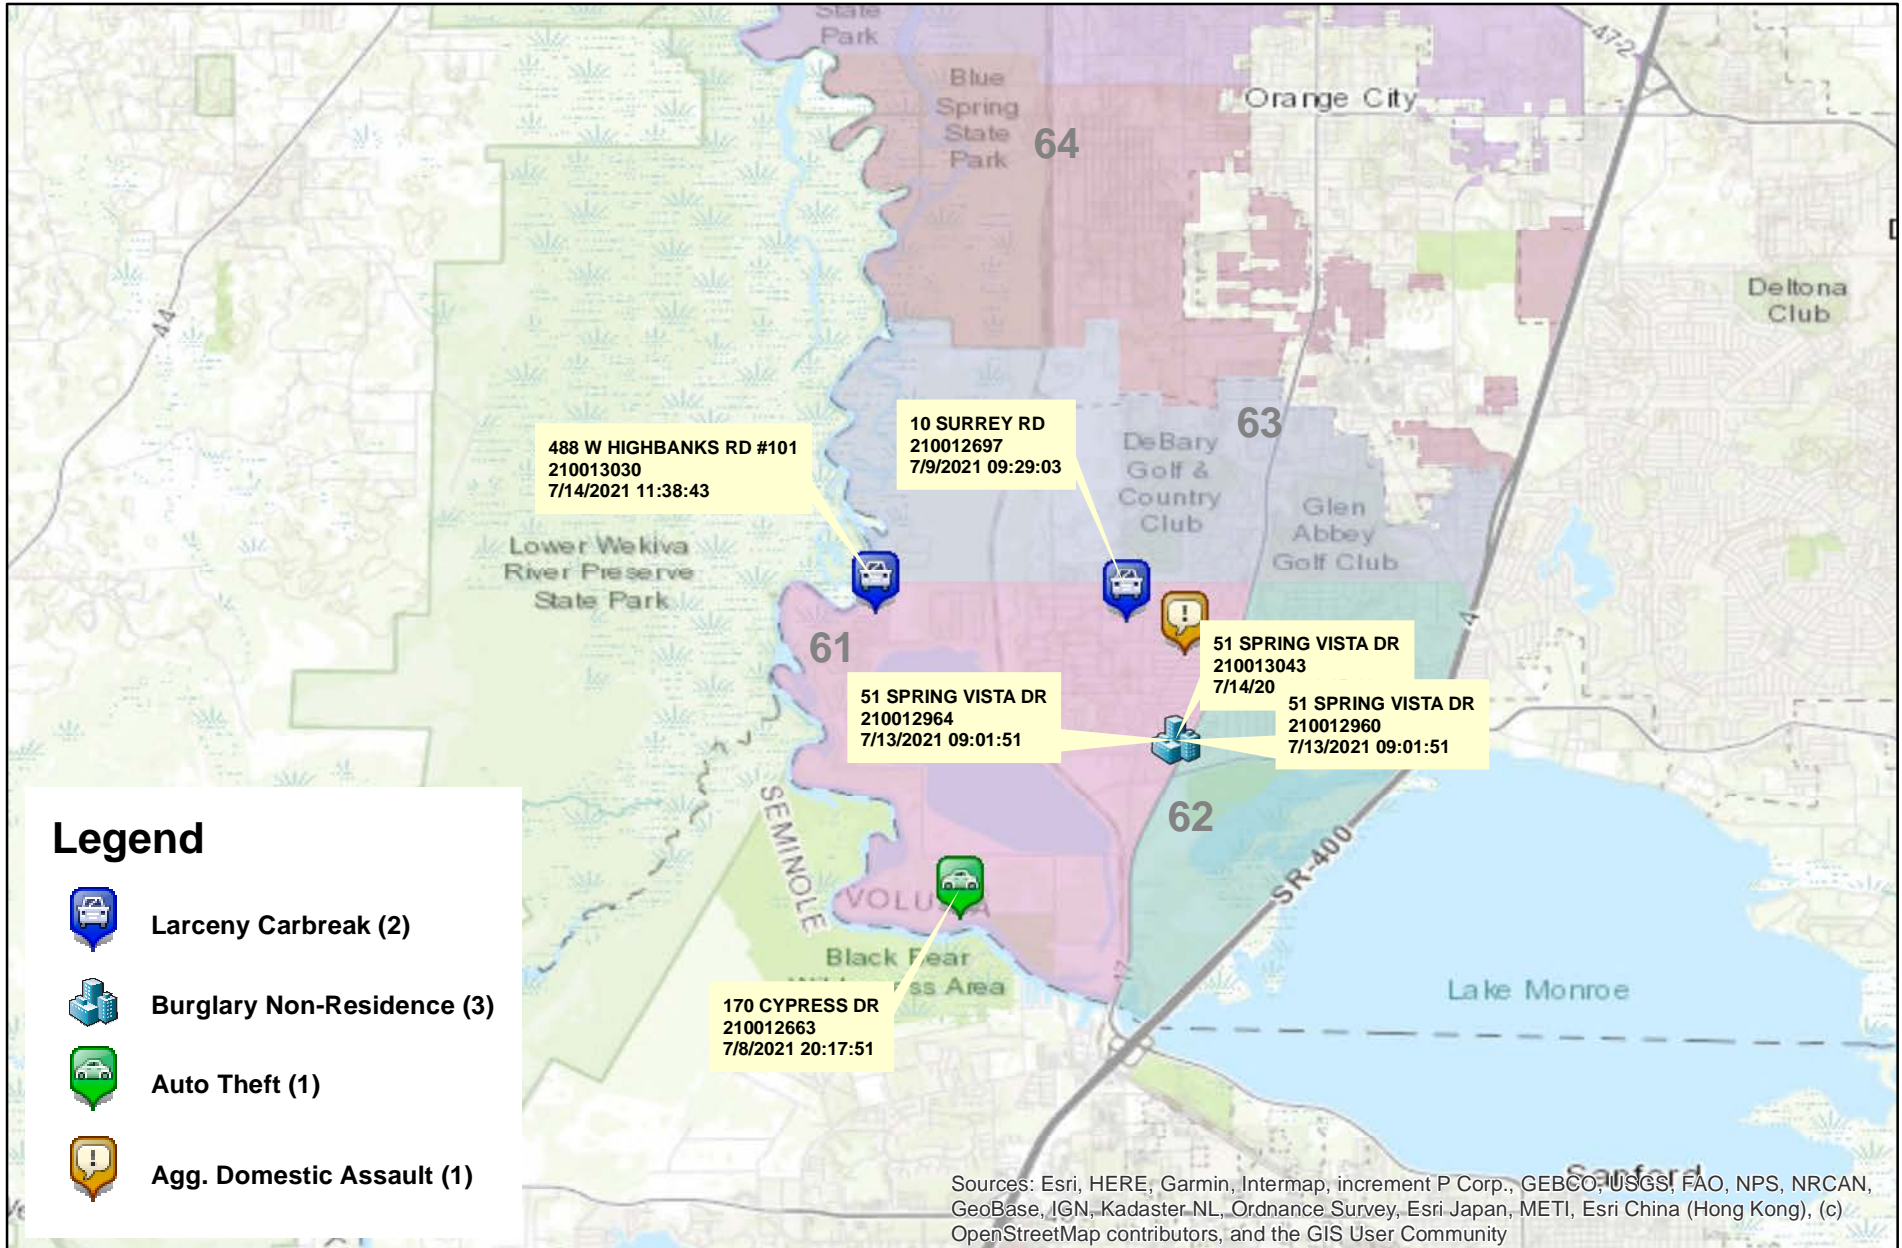 State
Park
Blue
Spring
State
Park
64
Orange City
472
44
Deltona
Club
488 W HIGHBANKS RD #101
210013030
7/14/2021 11:38:43
10 SURREY RD
210012697
7/9/2021 09:29:03
63
DeBary
Golf &
Country
Club
Glen
Abbey
Golf Club
Lower Wekiva
River Preserve
State Park
4
61
51 SPRING VISTA DR
210013043
7/14/20
51 SPRING VISTA DR
210012964
7/13/2021 09:01:51
51 SPRING VISTA DR
210012960
7/13/2021 09:01:51
62
SEMINOLE
VOLUSIA
SR-400
17
Black Bear
ss Area
Lake Monroe
170 CYPRESS DR
210012663
7/8/2021 20:17:51
Legend
Larceny Carbreak (2)
Burglary Non-Residence (3)
Auto Theft (1)
Agg. Domestic Assault (1)
Sanford
Sources: Esri, HERE, Garmin, Intermap, increment P Corp., GEBCO, USGS, FAO, NPS, NRCAN,
GeoBase, IGN, Kadaster NL, Ordnance Survey, Esri Japan, METI, Esri China (Hong Kong), (c)
OpenStreetMap contributors, and the GIS User Community